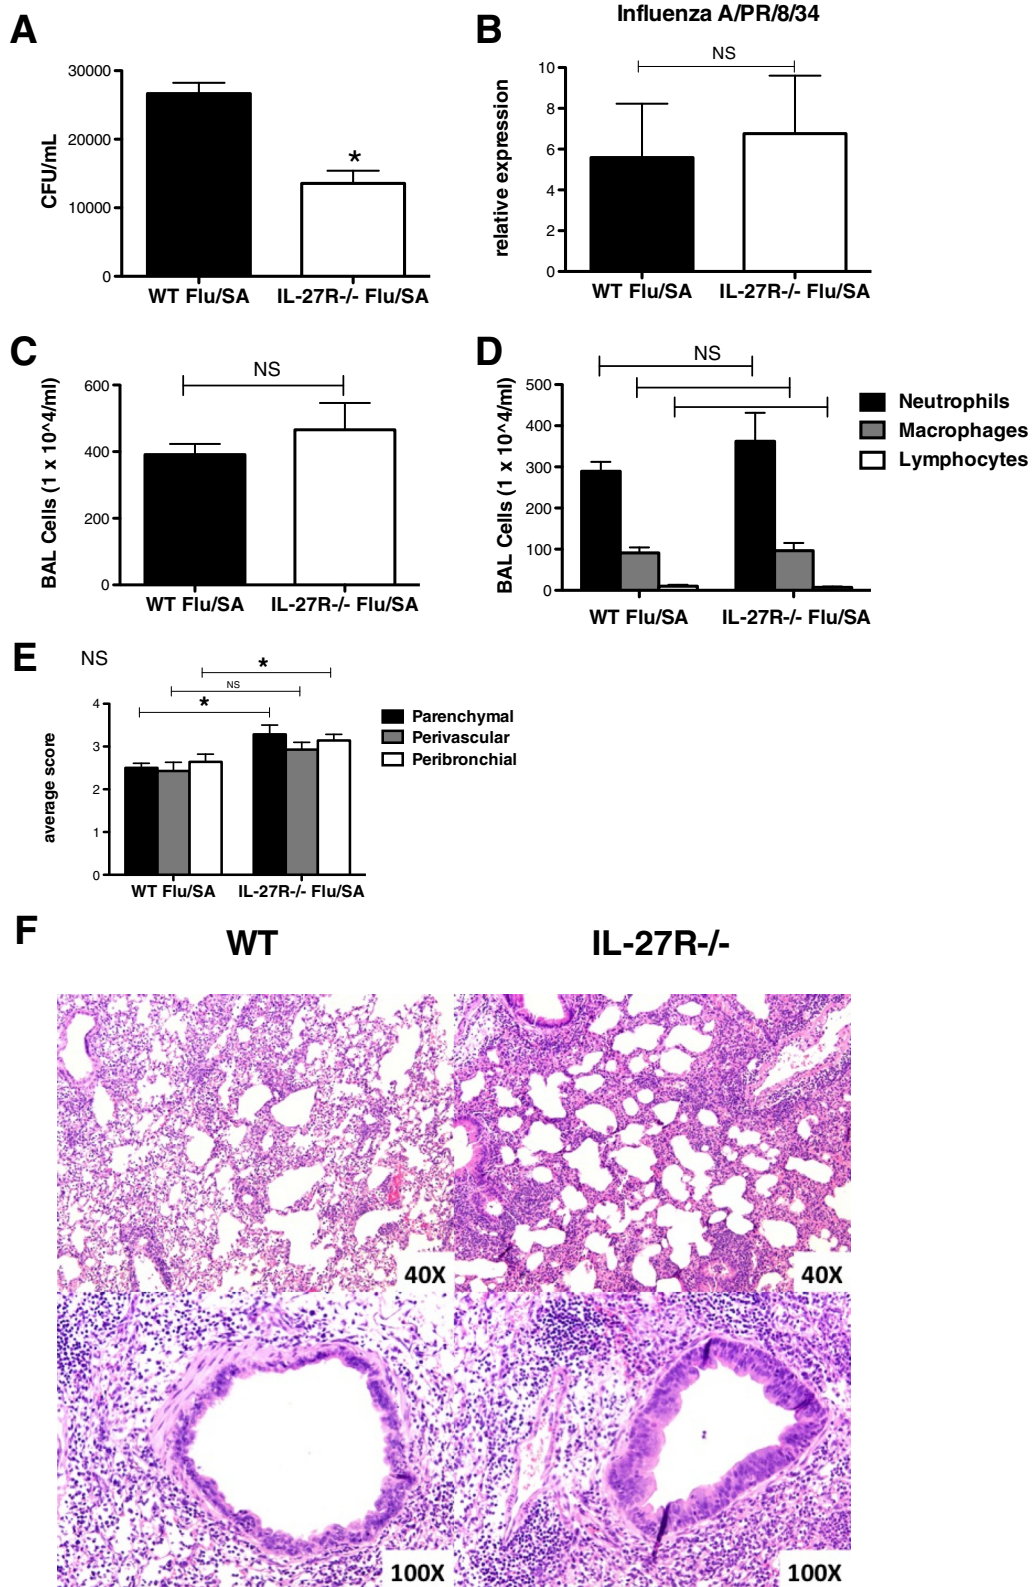 A
CFU/mL
30000
20000
10000
0
*
WT Flu/SA
IL-27R-/- Flu/SA
B
Influenza A/PR/8/34
NS
relative expression
10
8
6
4
2
0
WT Flu/SA
IL-27R-/- Flu/SA
C
NS
BAL Cells (1 x 10^4/ml)
600
400
200
0
WT Flu/SA
IL-27R-/- Flu/SA
D
NS
BAL Cells (1 x 10^4/ml)
500
400
300
200
100
0
WT Flu/SA
IL-27R-/- Flu/SA
Neutrophils
Macrophages
Lymphocytes
E
NS
*
NS
*
average score
4
3
2
1
0
WT Flu/SA
IL-27R-/- Flu/SA
Parenchymal
Perivascular
Peribronchial
F
WT
IL-27R-/-
40X
40X
100X
100X